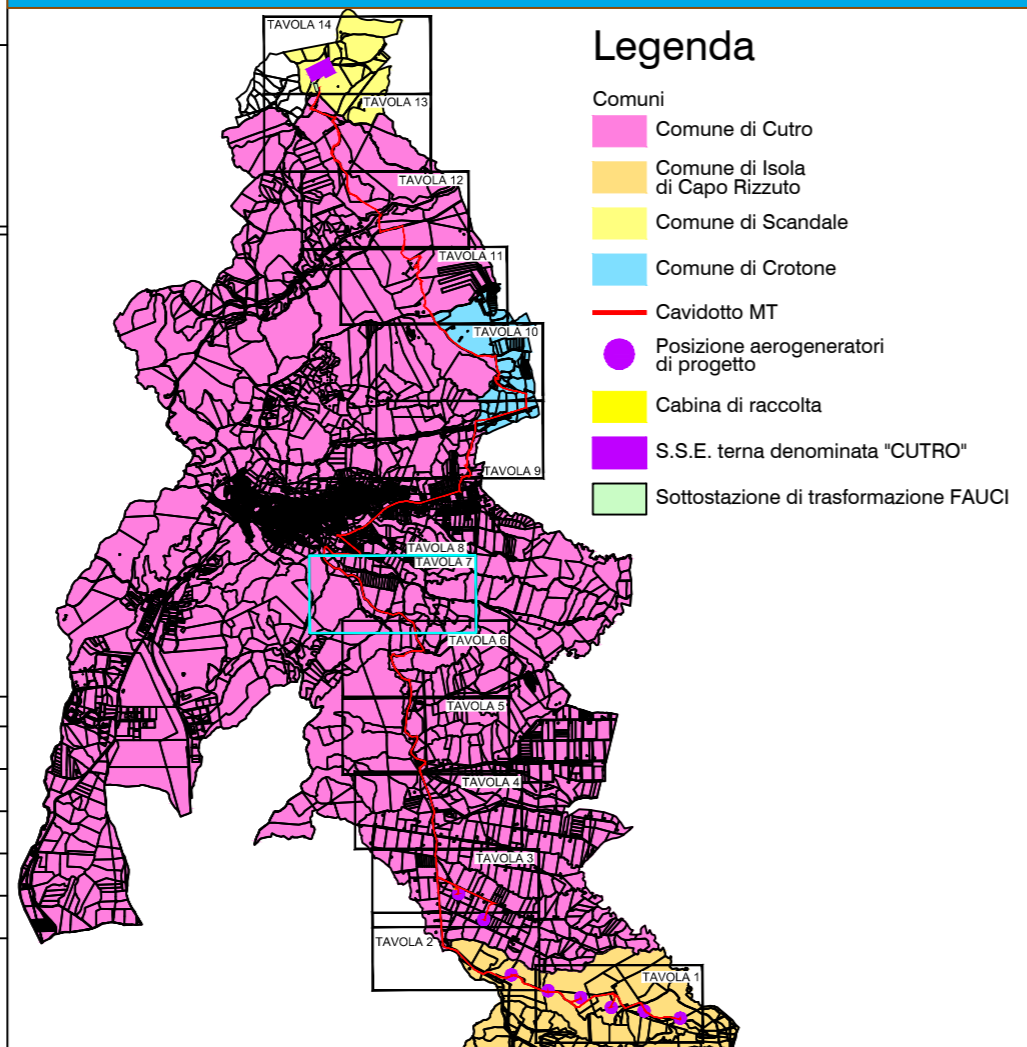 TAVOLA 14
TAVOLA 13
TAVOLA 12
TAVOLA 11
TAVOLA 10
TAVOLA 9
TAVOLA 8
TAVOLA 7
TAVOLA 6
TAVOLA 5
TAVOLA 4
TAVOLA 3
TAVOLA 2
TAVOLA 1
Legenda
Comuni
Comune di Cutro
Comune di Isola
di Capo Rizzuto
Comune di Scandale
Comune di Crotone
Cavidotto MT
Posizione aerogeneratori
di progetto
Cabina di raccolta
S.S.E. terna denominata "CUTRO"
Sottostazione di trasformazione FAUCI